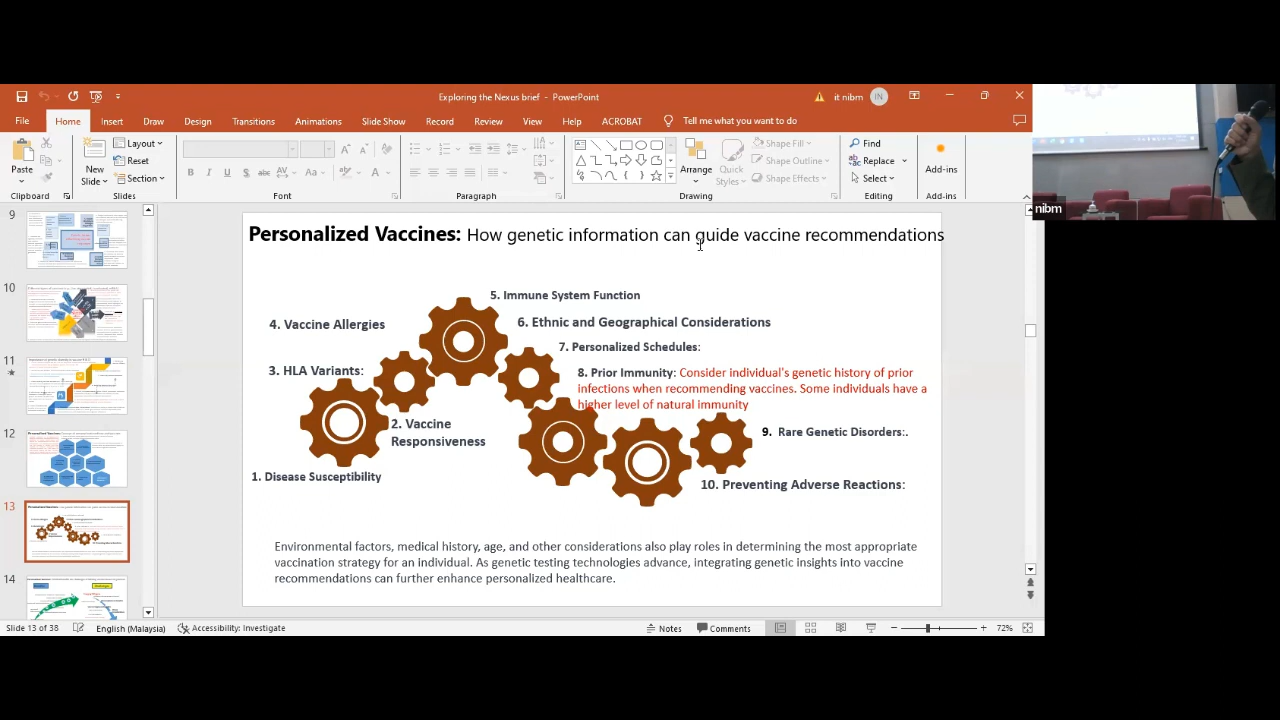 Exploring the Nexus brief - PowerPoint
it nibm
IN
File
Home
Insert
Draw
Design
Transitions
Animations
Slide Show
Record
Review
View
Help
ACROBAT
Tell me what you want to do
Paste
New
Slide
Layout
Reset
Section
Arrange
Quick
Styles
Shape Fill
Shape Outline
Shape Effects
Find
Replace
Select
Add-ins
Clipboard
Slides
Font
Paragraph
Drawing
Editing
Add-ins
nibm
9
10
11
12
13
14
Personalized Vaccines: How genetic information can guide vaccine recommendations
5. Immune System Function
4. Vaccine Allergies
6. Ethnic and Geographical Considerations
7. Personalized Schedules:
3. HLA Variants:
8. Prior Immunity: Consider individual's genetic history of prior
infections when recommending vaccines
some individuals have a
higher level of natural immunity
2. Vaccine
Responsiveness
9. Rare Genetic Disorders:.
1. Disease Susceptibility
10. Preventing Adverse Reactions:
Environmental factors, medical history, age, and other considerations also play roles in determining the most appropriate
vaccination strategy for an individual. As genetic testing technologies advance, integrating genetic insights into vaccine
recommendations can further enhance personalized healthcare.
Slide 13 of 38
English (Malaysia)
Accessibility: Investigate
Notes
Comments
72%